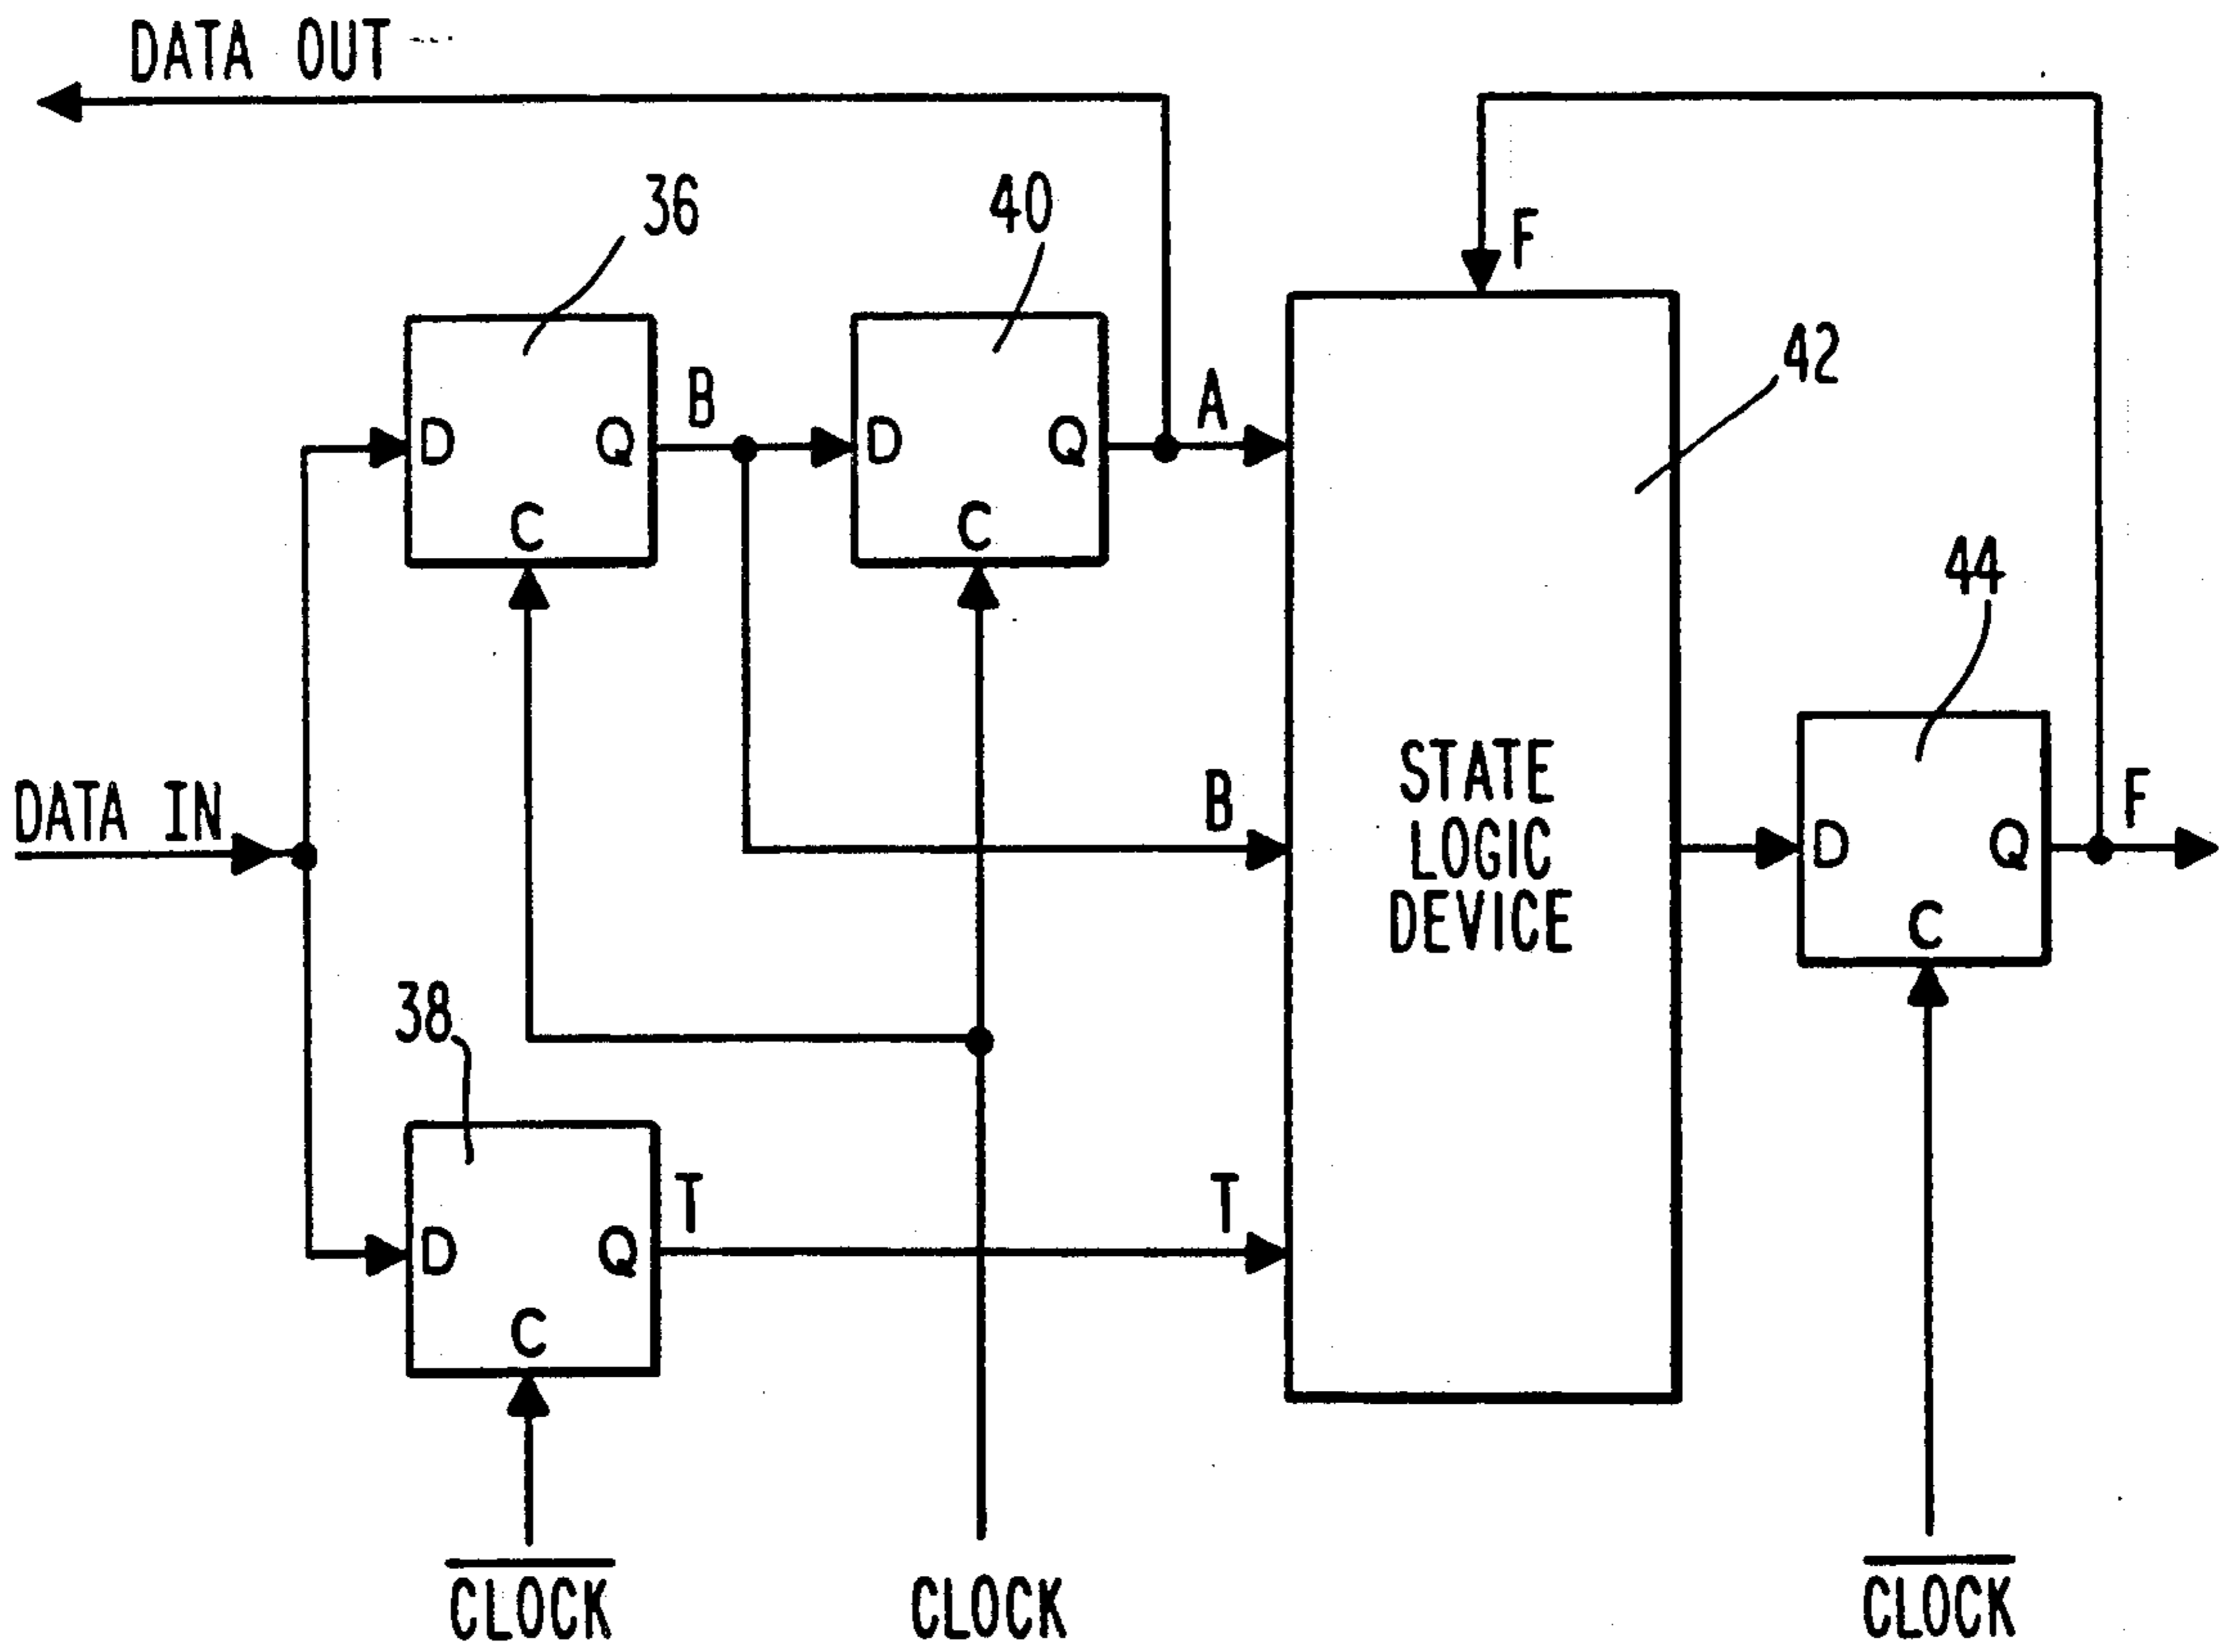 DATA OUT
36
40
F
42
B
A
D
Q
C
D
Q
C
44
DATA IN
B
STATE
LOGIC
DEVICE
D
Q
C
F
38
T
T
D
Q
C
CLOCK
CLOCK
CLOCK